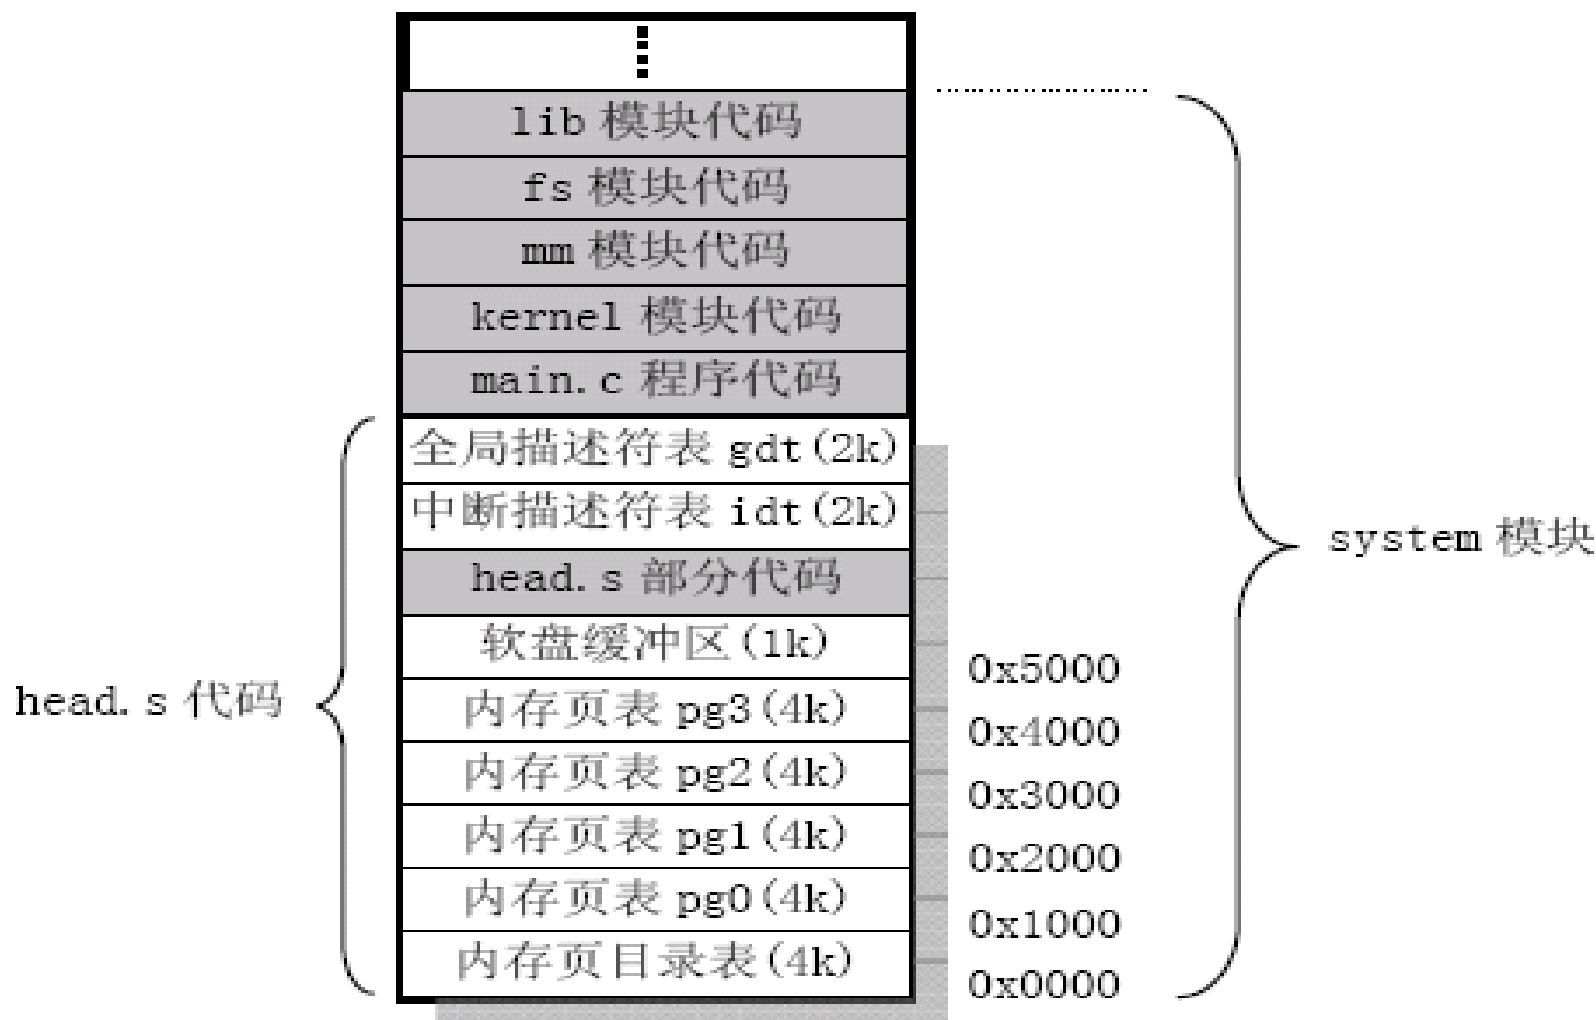 lib 模块代码
fs 模块代码
mm 模块代码
kernel 模块代码
main.c 程序代码
全局描述符表 gdt(2k)
中断描述符表 idt(2k)
head.s 部分代码
软盘缓冲区(1k)
内存页表 pg3(4k)
内存页表 pg2(4k)
内存页表 pg1(4k)
内存页表 pg0(4k)
内存页目录表(4k)
head.s 代码
0x5000
0x4000
0x3000
0x2000
0x1000
0x0000
system 模块